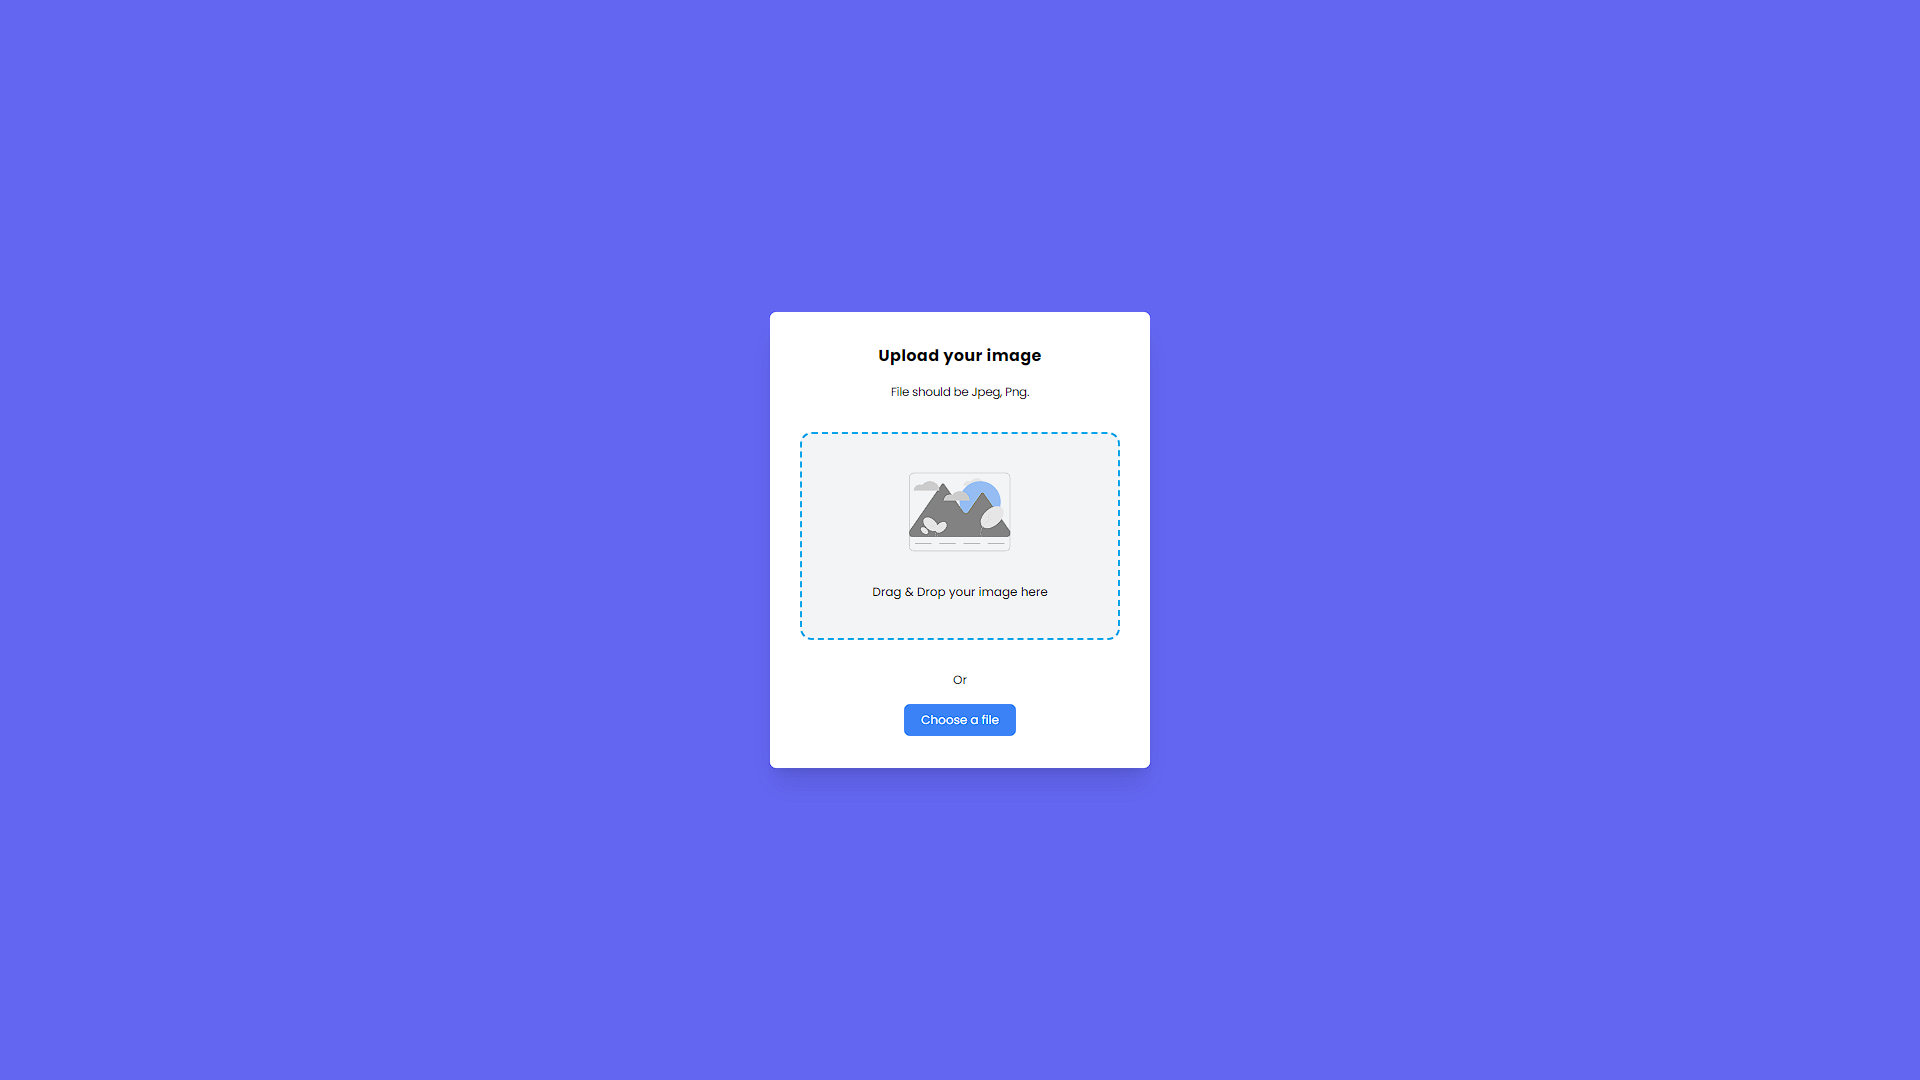 Upload your image
File should be Jpeg, Png.
Drag & Drop your image here
Or
Choose a file